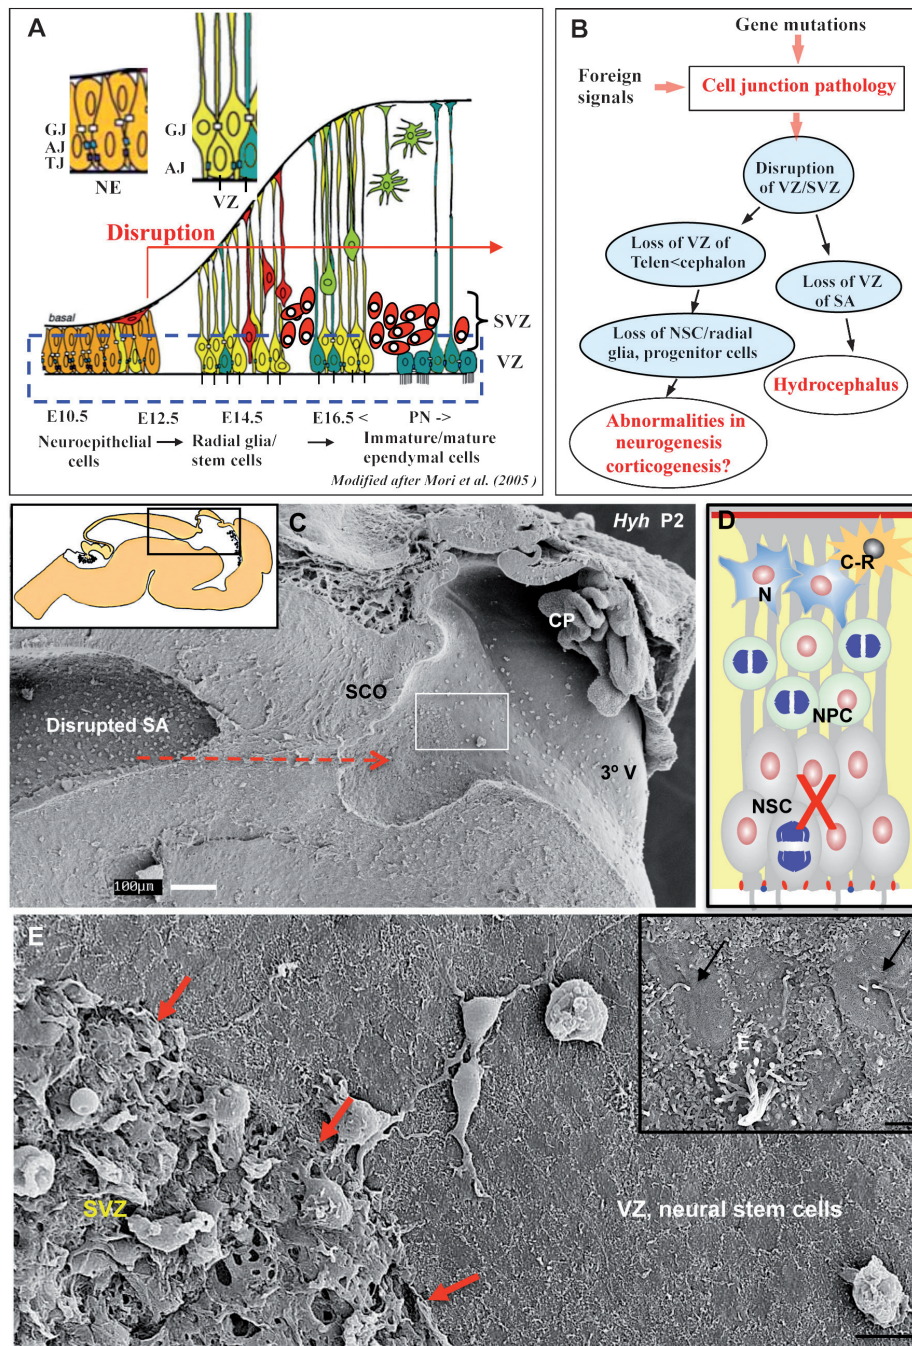 A
GJ
AJ
TJ
NE
GJ
AJ
VZ
Disruption
basal
SVZ
VZ
E10.5 E12.5 E14.5 E16.5 < PN ->
Neuroepithelial cells
Radial glia/ stem cells
Immature/mature ependymal cells
Modified after Mori et al. (2005 )
B
Gene mutations
Foreign signals
Cell junction pathology
Disruption of VZ/SVZ
Loss of VZ of Telen<cephalon
Loss of VZ of SA
Loss of NSC/radial glia, progenitor cells
Hydrocephalus
Abnormalities in neurogenesis corticogenesis?
C
Hyh P2
CP
SCO
Disrupted SA
3º V
100µm
D
C-R
N
NPC
NSC
X
E
E
SVZ
VZ, neural stem cells